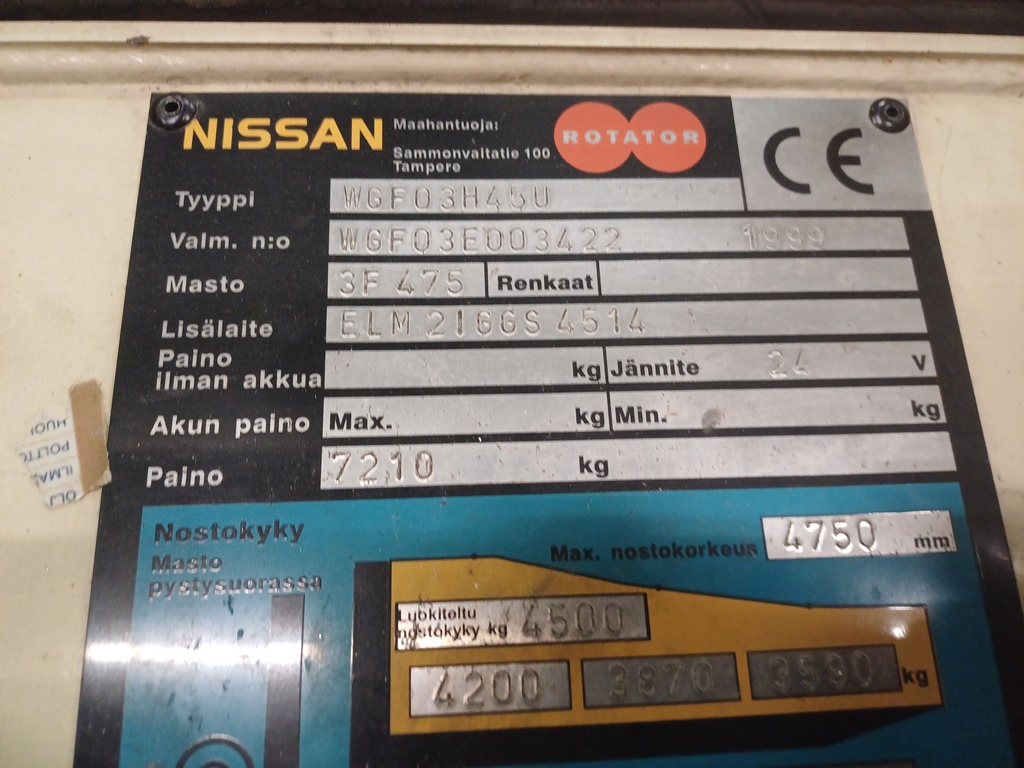 NISSAN Maahantuoja: ROTATOR CE
Sammonvaltatie 100
Tampere
Tyyppi WGF03H45U
Valm. n:o WGF03E003422 1999
Masto 3F 475 Renkaat
Lisälaite ELM 21GGS 4514
Paino
ilman akkua kg Jännite 24 V
Akun paino Max. kg Min. kg
Paino 7210 kg
Nostokyky
Masto
pystysuorassa
Max. nostokorkeus 4750 mm
Luokiteltu
nostokyky kg 4500
4200 3870 3590 kg